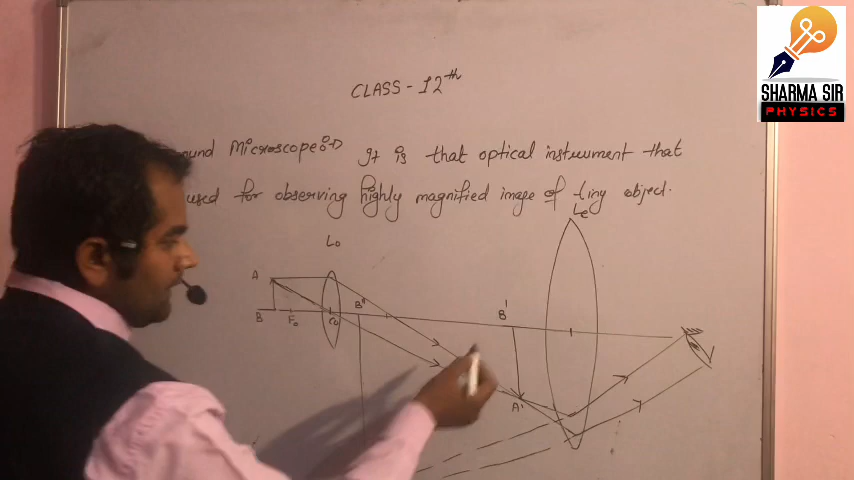 CLASS - 12th
SHARMA SIR
PHYSICS
Microscope:→ It is that optical instrument that
used for observing highly magnified image of tiny object.
Lo
Le
A
B
Fo
Co
B"
B'
A'